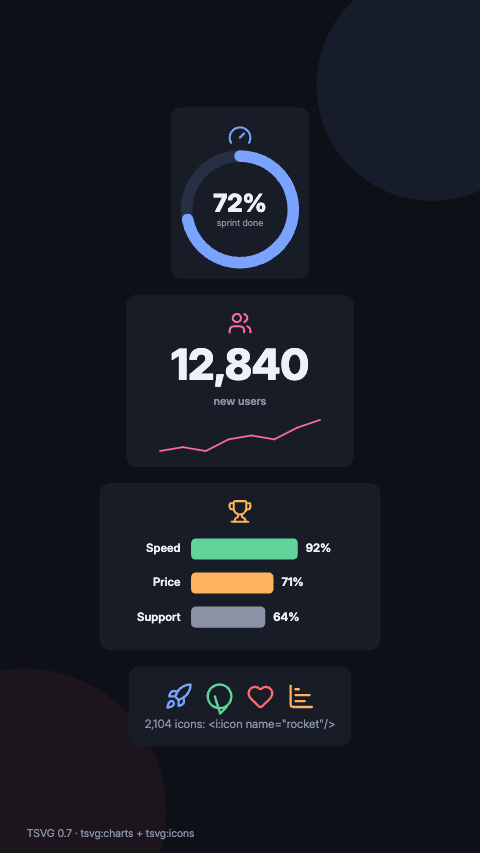 72%
sprint done
12,840
new users
Speed 92%
Price 71%
Support 64%
2,104 icons: <i:icon name="rocket"/>
TSVG 0.7 · tsvg:charts + tsvg:icons